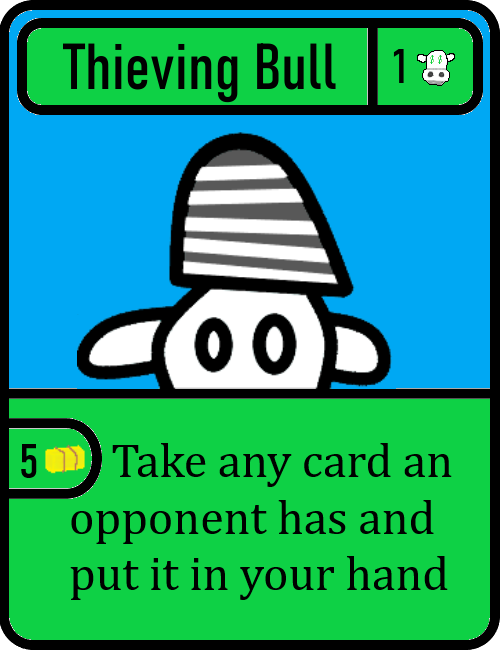 Thieving Bull
1
5
Take any card an
opponent has and
put it in your hand